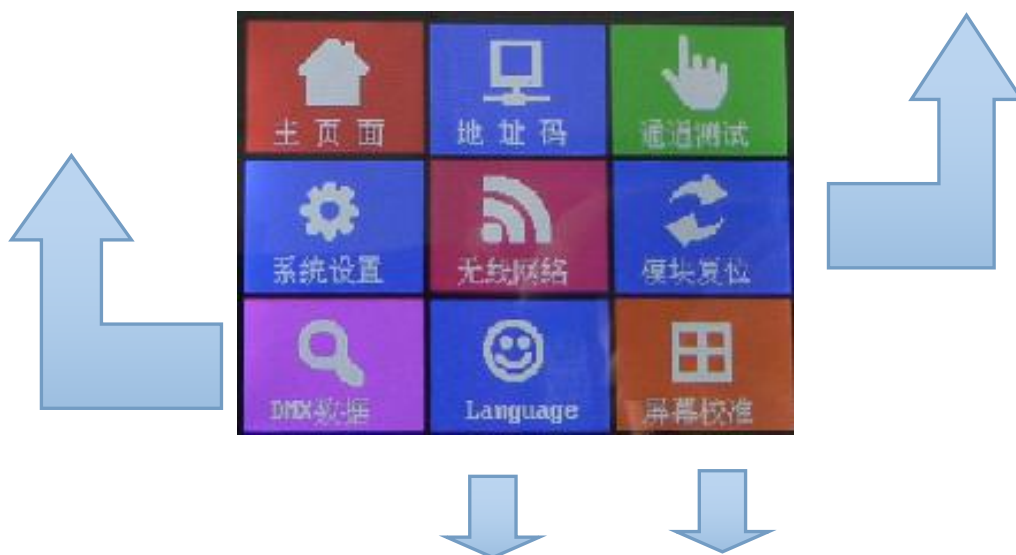 主页面
地址码
通道测试
系统设置
无线网络
模块复位
DMX数据
Language
屏幕校准